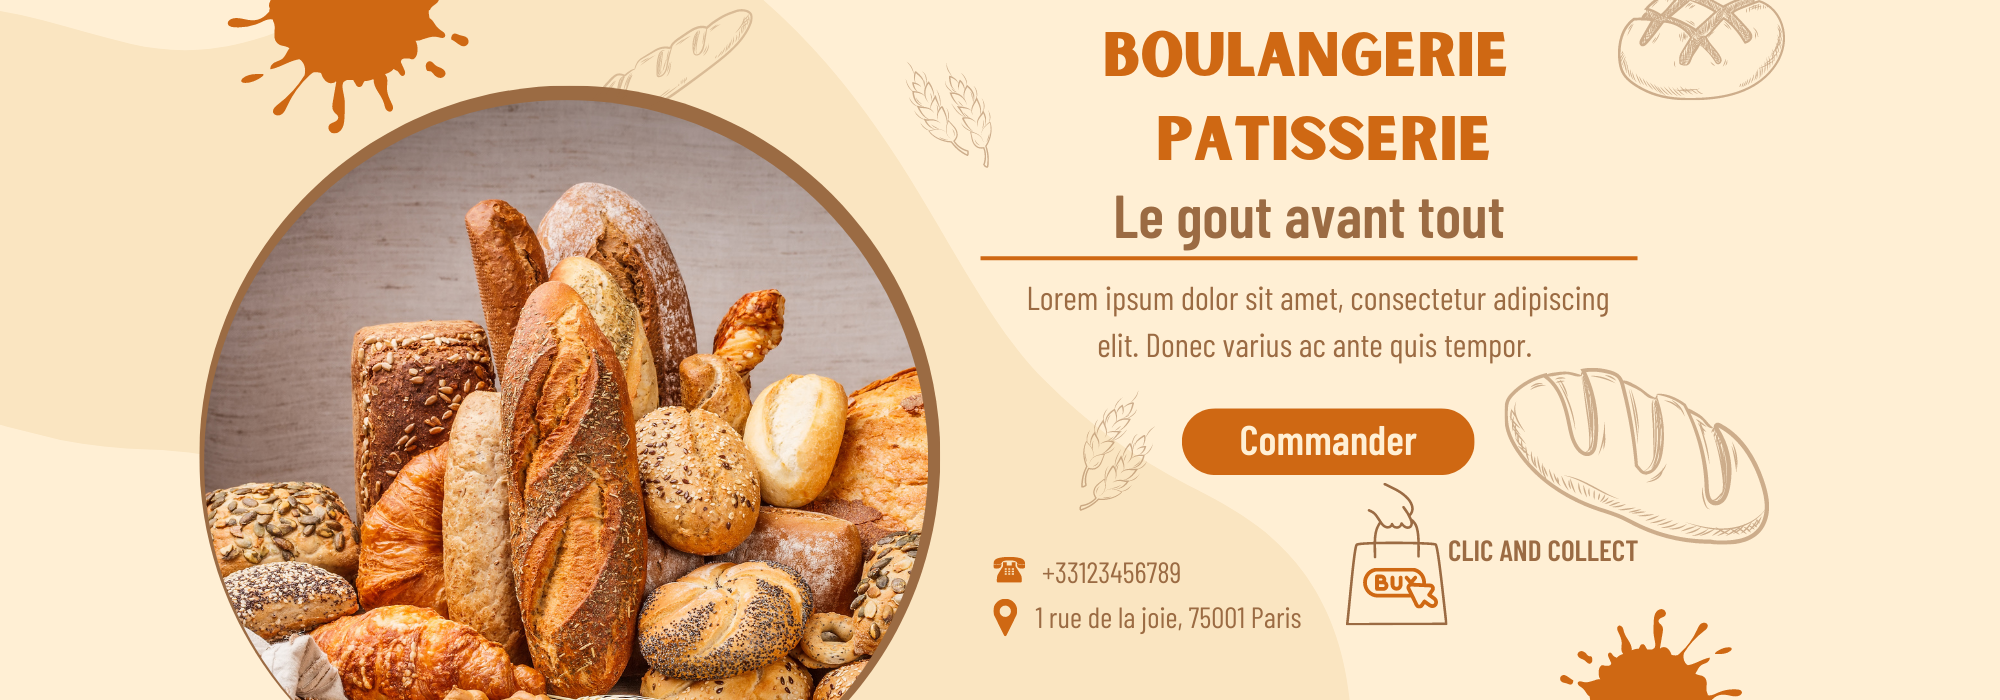 BOULANGERIE
PATISSERIE
Le gout avant tout
Lorem ipsum dolor sit amet, consectetur adipiscing
elit. Donec varius ac ante quis tempor.
Commander
CLIC AND COLLECT
BUY
+33123456789
1 rue de la joie, 75001 Paris